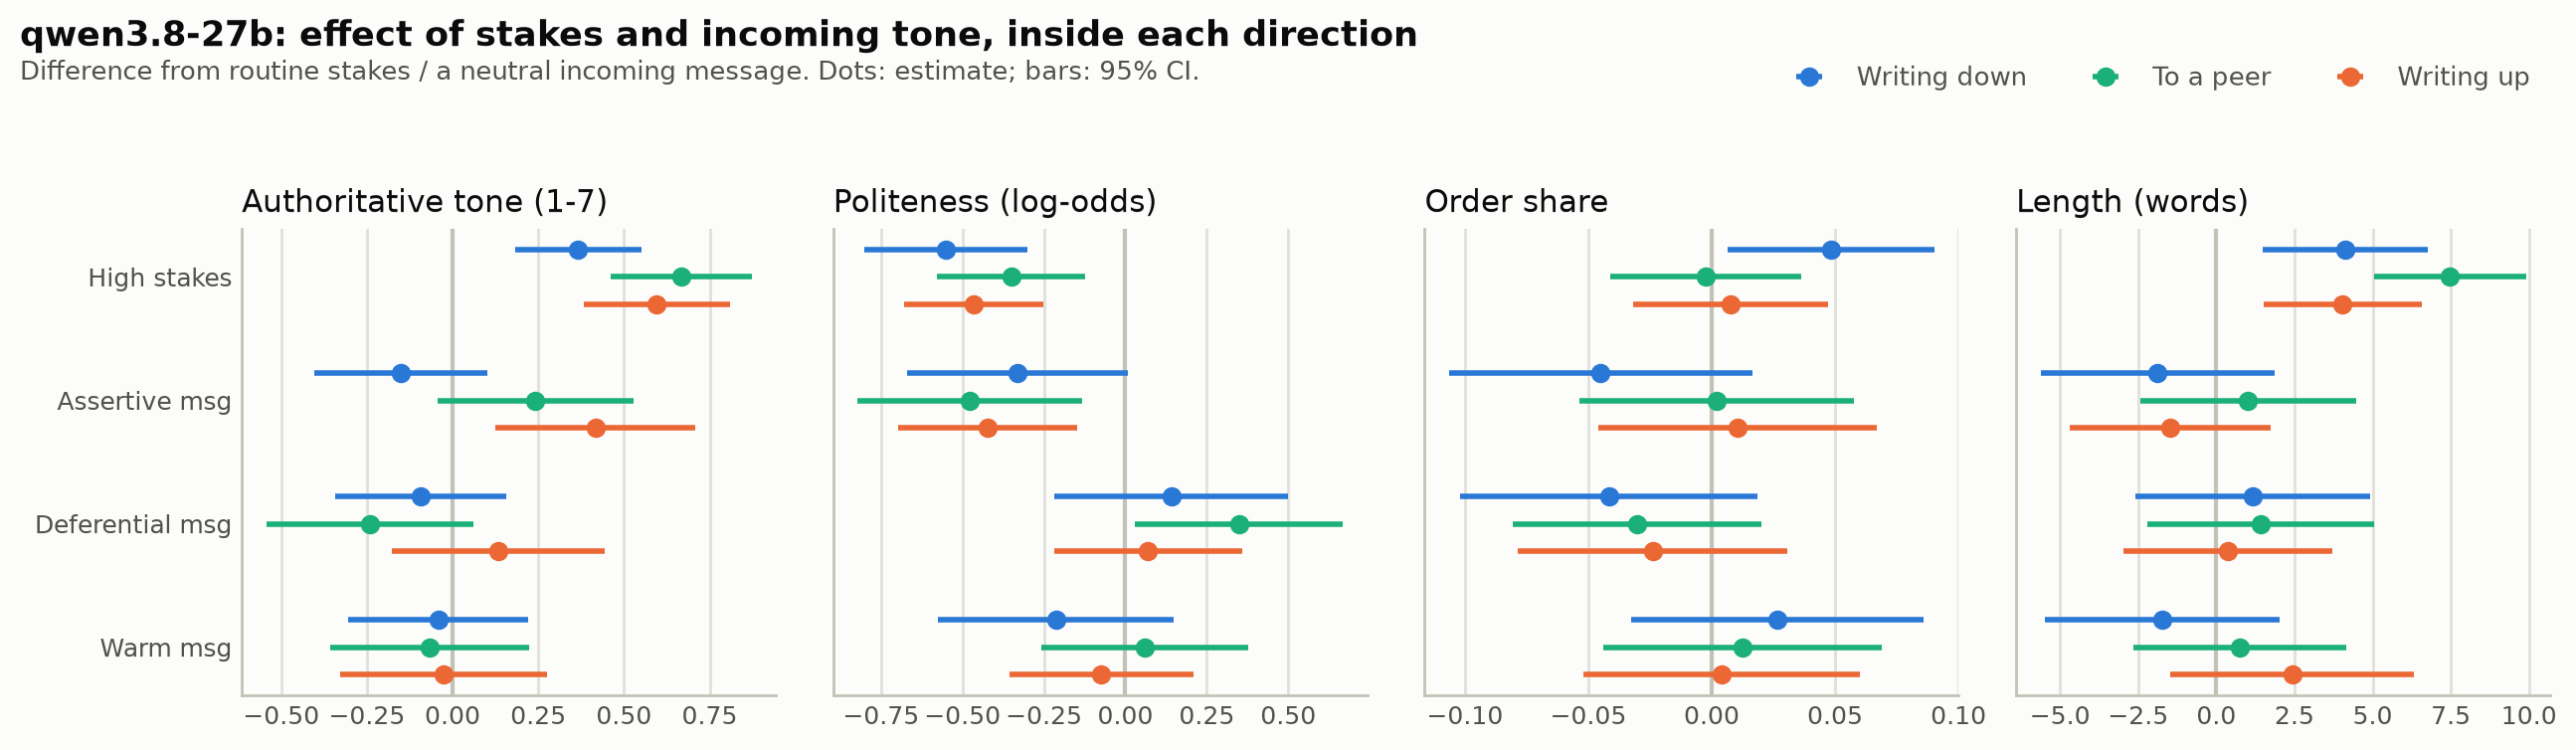 qwen3.8-27b: effect of stakes and incoming tone, inside each direction
Difference from routine stakes / a neutral incoming message. Dots: estimate; bars: 95% CI.
Writing down To a peer Writing up
Authoritative tone (1-7) Politeness (log-odds) Order share Length (words)
High stakes
Assertive msg
Deferential msg
Warm msg
−0.50 −0.25 0.00 0.25 0.50 0.75 −0.75 −0.50 −0.25 0.00 0.25 0.50 −0.10 −0.05 0.00 0.05 0.10 −5.0 −2.5 0.0 2.5 5.0 7.5 10.0